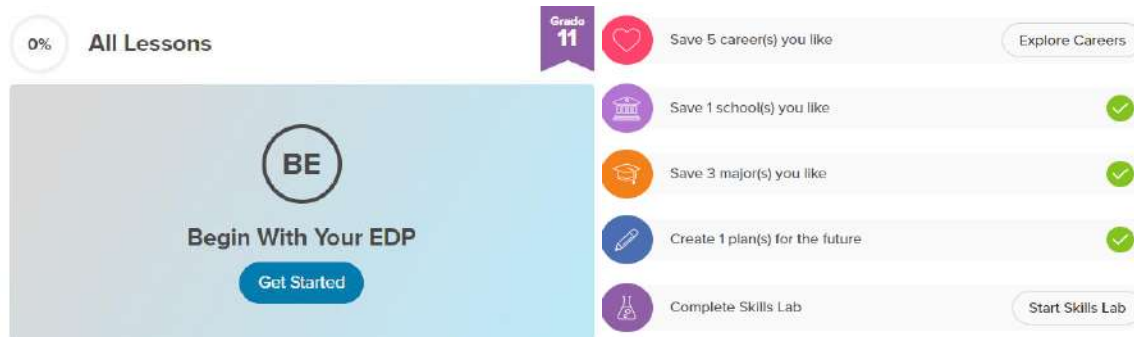 0%
All Lessons
Grade
11
BE
Begin With Your EDP
Get Started
Save 5 career(s) you like
Explore Careers
Save 1 school(s) you like
Save 3 major(s) you like
Create 1 plan(s) for the future
Complete Skills Lab
Start Skills Lab